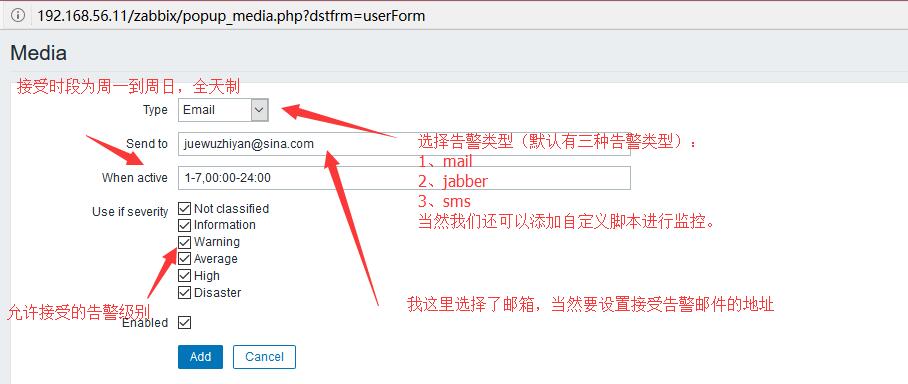 192.168.56.11/zabbix/popup_media.php?dstfrm=userForm
Media
接受时段为周一到周日，全天制
Type
Email
Send to
juewuzhiyan@sina.com
选择告警类型（默认有三种告警类型）：
1、mail
When active
1-7,00:00-24:00
2、jabber
3、sms
Use if severity
Not classified
当然我们还可以添加自定义脚本进行监控。
Information
Warning
Average
High
Disaster
允许接受的告警级别
我这里选择了邮箱，当然要设置接受告警邮件的地址
Enabled
Add
Cancel